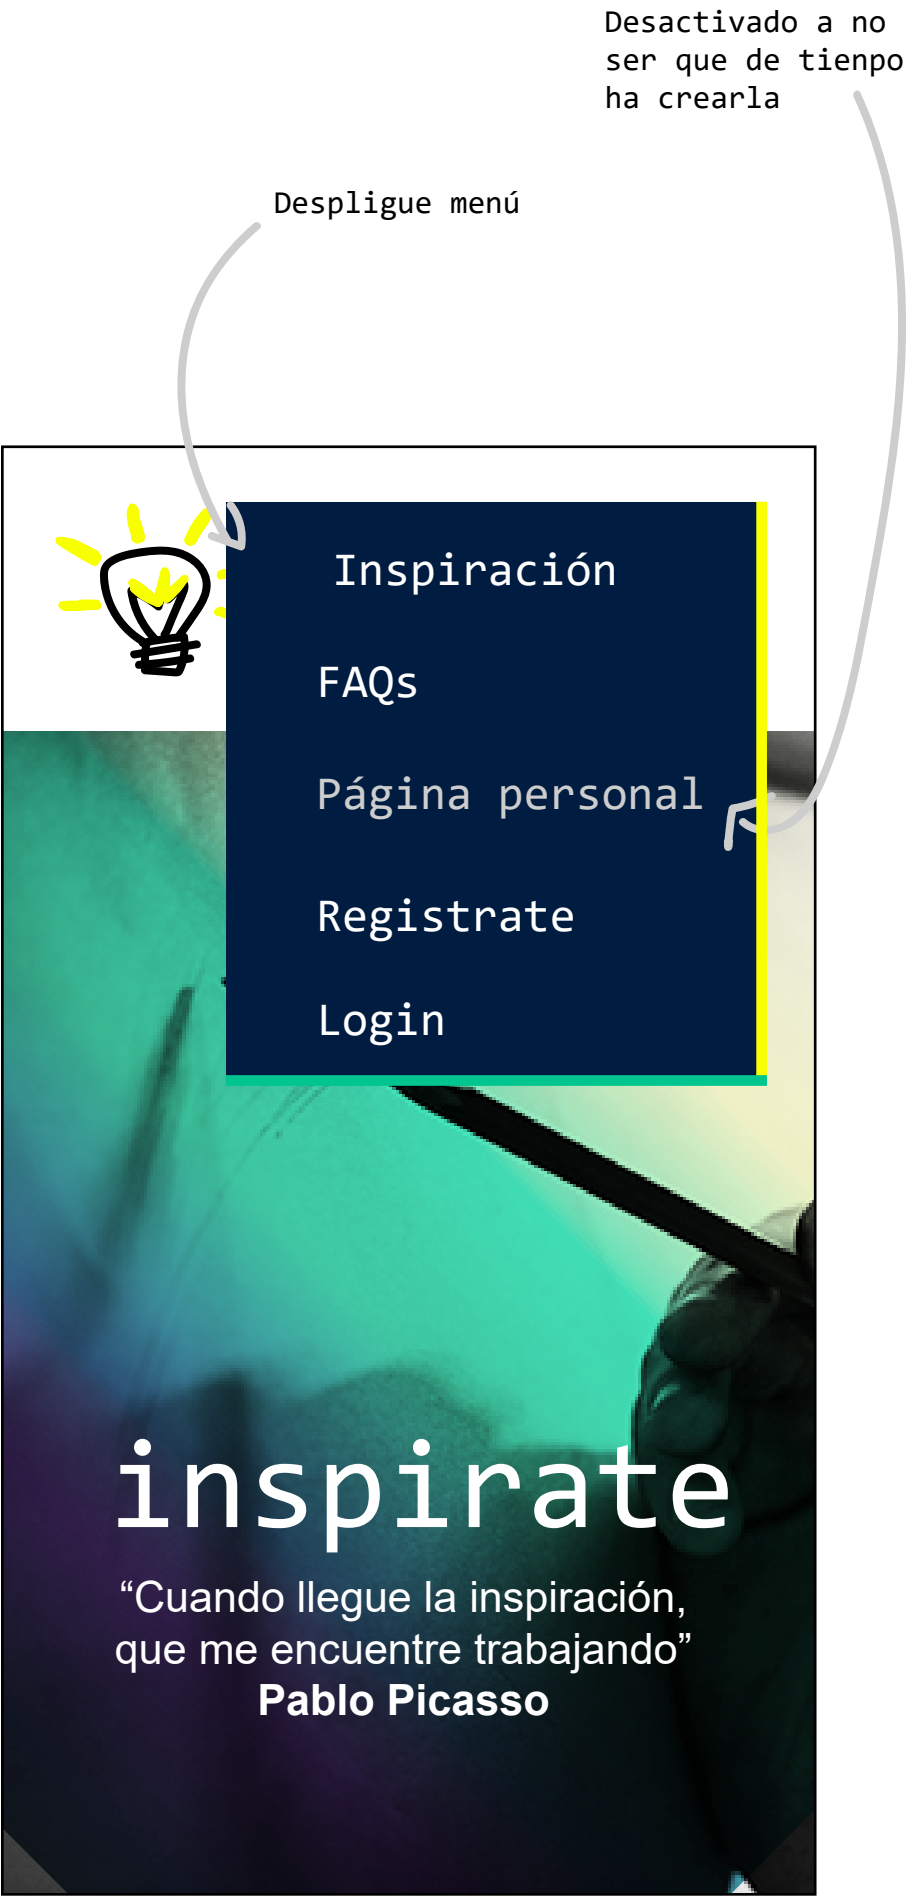 Desactivado a no
ser que de tienpo
ha crearla
Despligue menú
Inspiración
FAQs
Página personal
Registrate
Login
inspirate
“Cuando llegue la inspiración,
que me encuentre trabajando”
Pablo Picasso